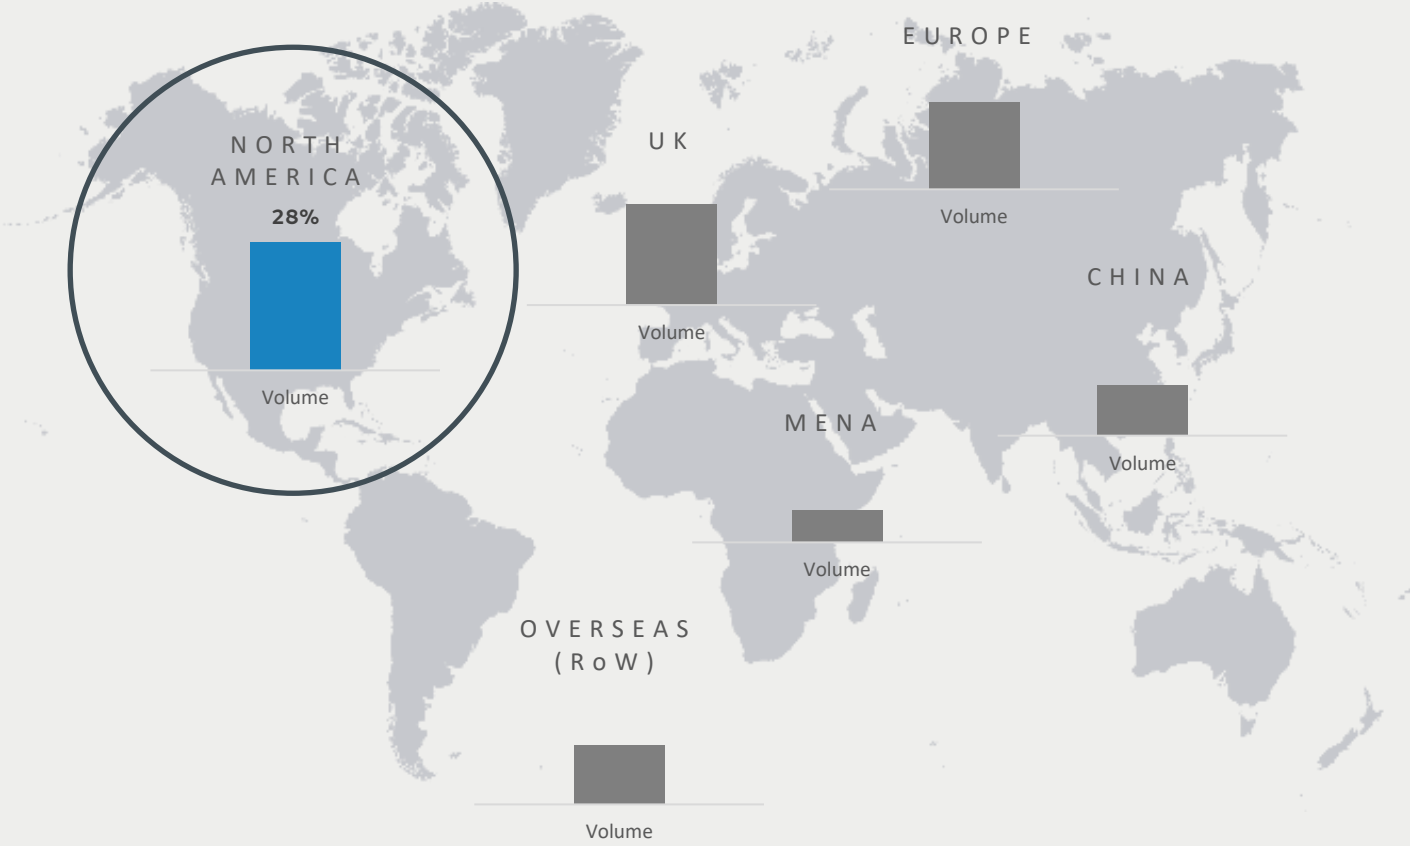 NORTH
AMERICA
28%
Volume
UK
Volume
EUROPE
Volume
CHINA
Volume
MENA
Volume
OVERSEAS
(RoW)
Volume